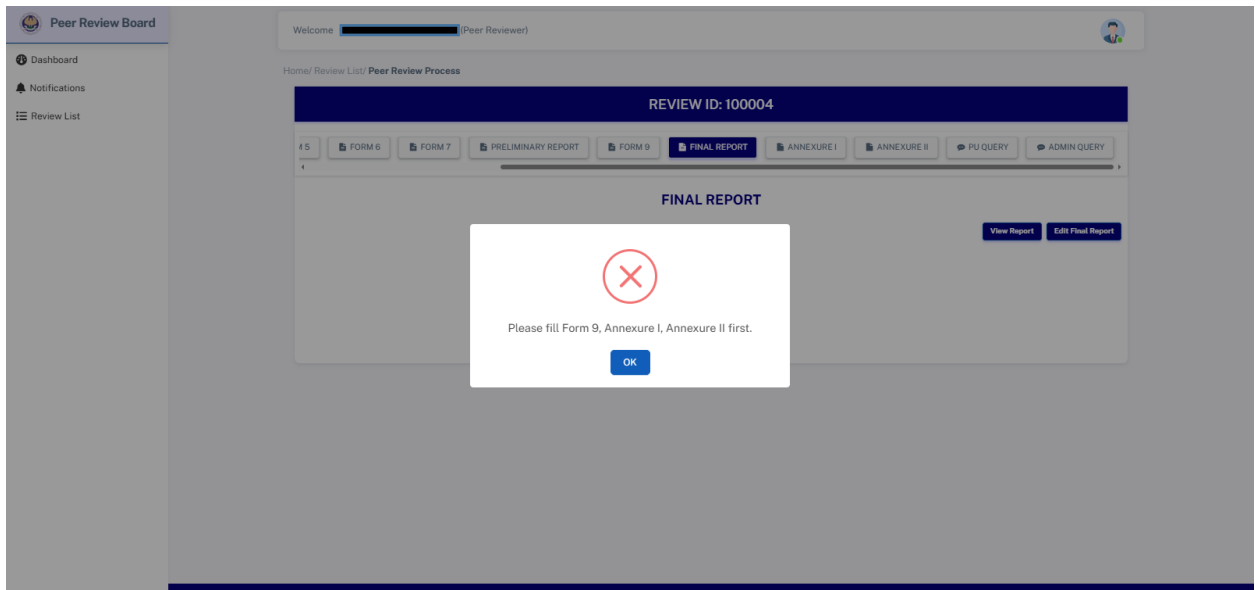 Peer Review Board
Dashboard
Notifications
Review List
Welcome (Peer Reviewer)
Home/ Review List/ Peer Review Process
REVIEW ID: 100004
FORM 6 FORM 7 PRELIMINARY REPORT FORM 9 FINAL REPORT ANNEXURE I ANNEXURE II PU QUERY ADMIN QUERY
FINAL REPORT
View Report Edit Final Report
Please fill Form 9, Annexure I, Annexure II first.
OK